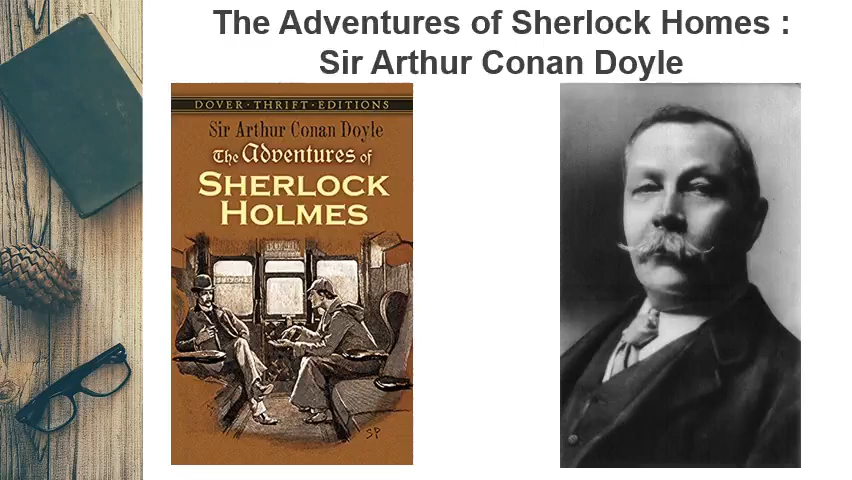 The Adventures of Sherlock Homes :
Sir Arthur Conan Doyle
DOVER · THRIFT · EDITIONS
Sir Arthur Conan Doyle
The Adventures of
SHERLOCK
HOLMES
SP